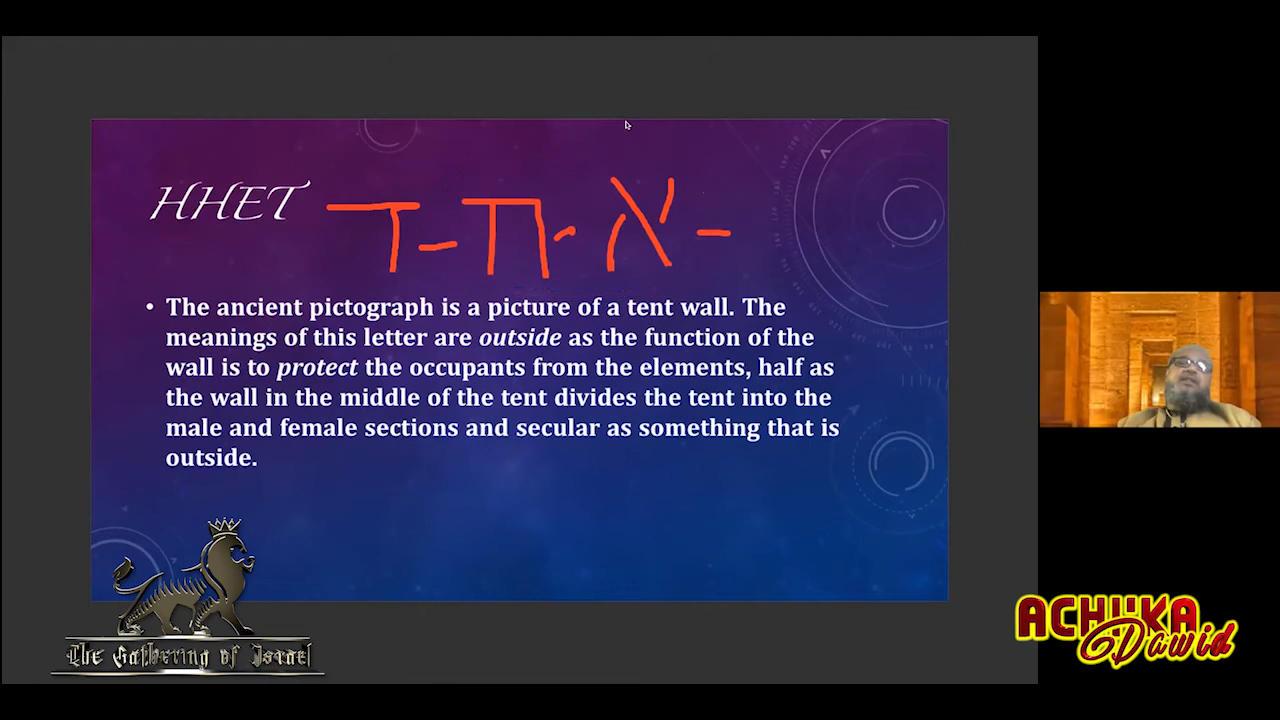 HHET
- א-ח-ד
• The ancient pictograph is a picture of a tent wall. The
meanings of this letter are outside as the function of the
wall is to protect the occupants from the elements, half as
the wall in the middle of the tent divides the tent into the
male and female sections and secular as something that is
outside.
The Gathering of Israel
ACHIKA
Dawid